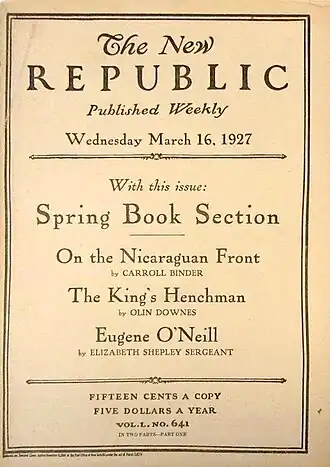 The New
REPUBLIC
Published Weekly
Wednesday March 16, 1927
With this issue:
Spring Book Section
On the Nicaraguan Front
by CARROLL BINDER
The King's Henchman
by OLIN DOWNES
Eugene O'Neill
by ELIZABETH SHEPLEY SERGEANT
FIFTEEN CENTS A COPY
FIVE DOLLARS A YEAR
VOL. L. NO. 641
IN TWO PARTS—PART ONE